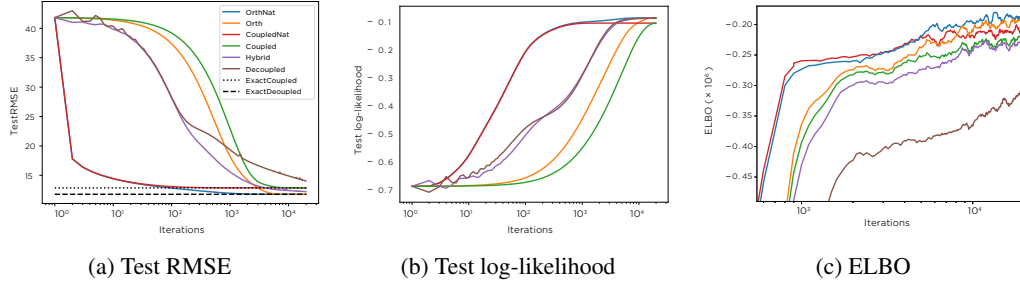 40
35
30
25
20
15
TestRMSE
10⁰ 10¹ 10² 10³ 10⁴
Iterations
OrthNat
Orth
CoupledNat
Coupled
Hybrid
Decoupled
ExactCoupled
ExactDeoupled
− 0.1
− 0.2
− 0.3
− 0.4
− 0.5
− 0.6
− 0.7
Test log-likelihood
10⁰ 10¹ 10² 10³ 10⁴
Iterations
−0.20
−0.25
−0.30
−0.35
−0.40
−0.45
ELBO ( × 10⁶)
10³ 10⁴
Iterations
(a) Test RMSE
(b) Test log-likelihood
(c) ELBO